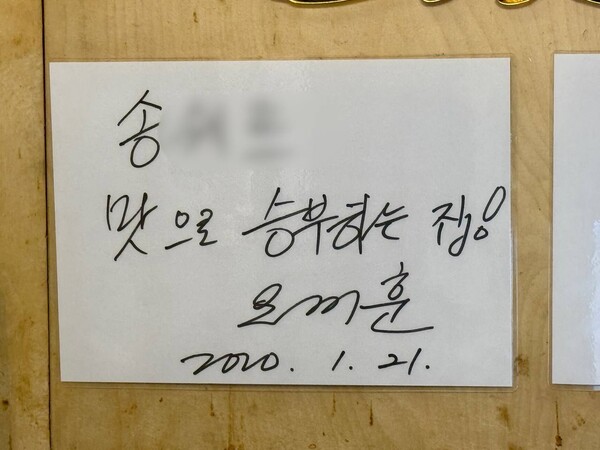 송
맛으로 승부하는 집!
오세훈
2020. 1. 21.